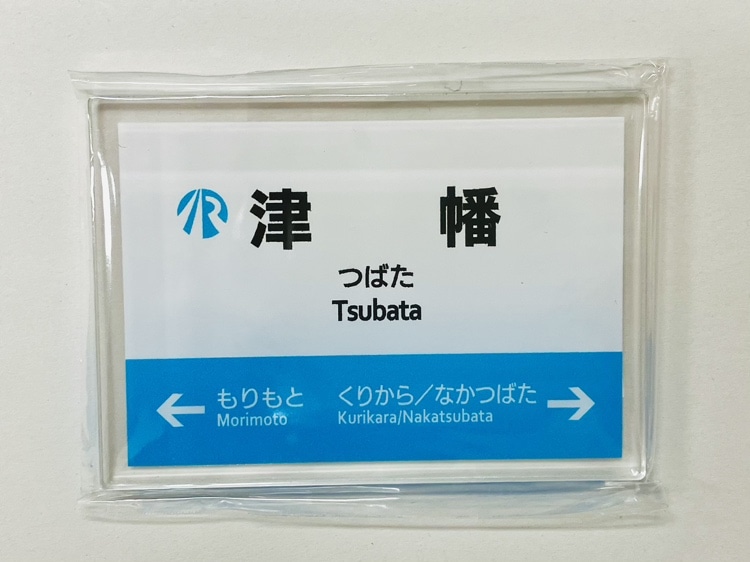 IR 津幡
つばた
Tsubata
もりもと くりから／なかつばた
Morimoto Kurikara/Nakatsubata